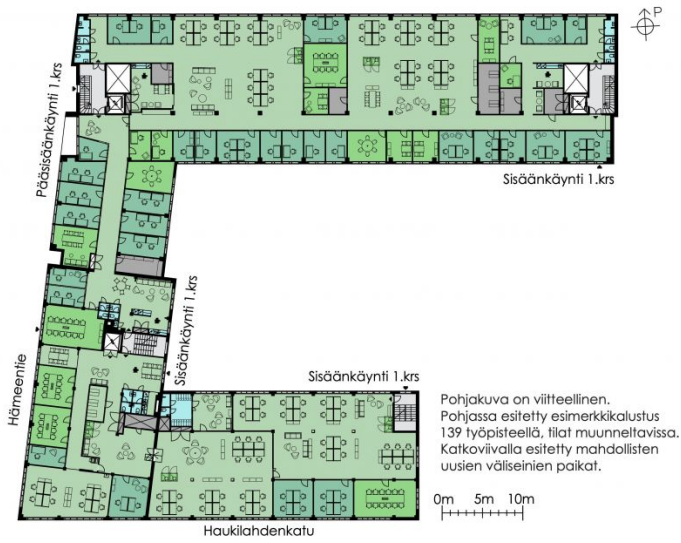 P
Pääsisäänkäynti 1.krs
Sisäänkäynti 1.krs
Sisäänkäynti 1.krs
Hämeentie
Sisäänkäynti 1.krs
Pohjakuva on viitteellinen.
Pohjassa esitetty esimerkkikalustus
139 työpisteellä, tilat muunneltavissa.
Katkoviivalla esitetty mahdollisten
uusien väliseinien paikat.
0m 5m 10m
Haukilahdenkatu